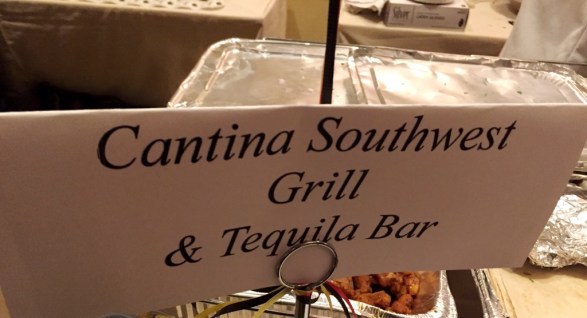 Cantina Southwest
Grill
& Tequila Bar